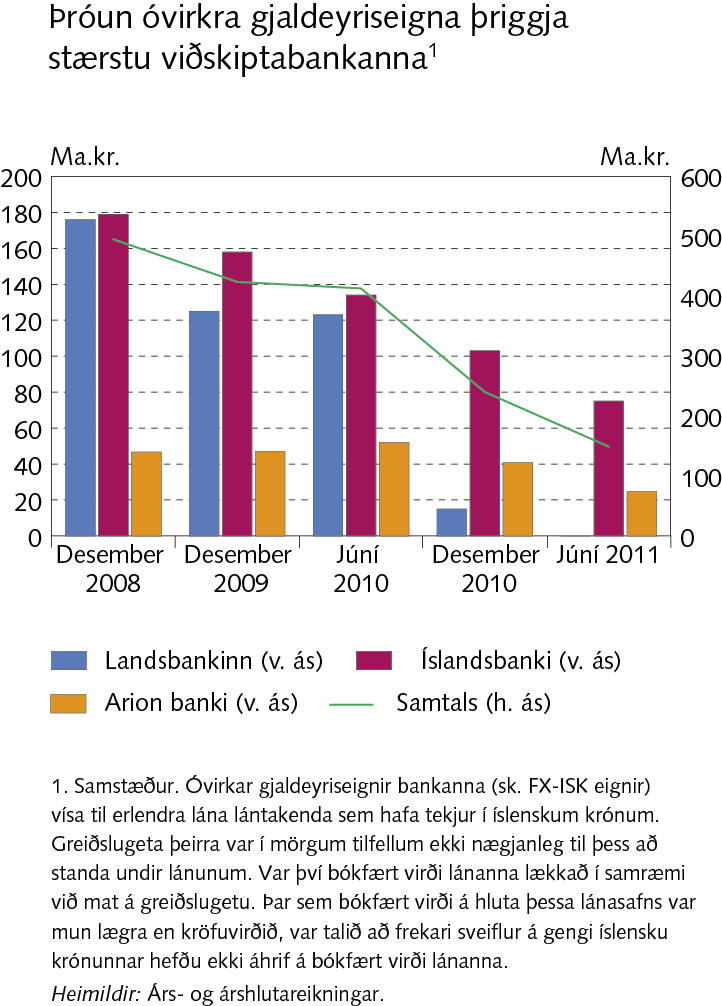 Þróun óvirkra gjaldeyriseigna þriggja
stærstu viðskiptabankanna¹
Ma.kr. Ma.kr.
200 600
180
160 500
140
120 400
100 300
80
60 200
40 100
20
0 0
Desember 2008
Desember 2009
Júní 2010
Desember 2010
Júní 2011
Landsbankinn (v. ás) Íslandsbanki (v. ás)
Arion banki (v. ás) Samtals (h. ás)
1. Samstæður. Óvirkar gjaldeyriseignir bankanna (sk. FX-ISK eignir)
vísa til erlendra lána lántakenda sem hafa tekjur í íslenskum krónum.
Greiðslugeta þeirra var í mörgum tilfellum ekki nægjanleg til þess að
standa undir lánunum. Var því bókfært virði lánanna lækkað í samræmi
við mat á greiðslugetu. Þar sem bókfært virði á hluta þessa lánasafns var
mun lægra en kröfuvirðið, var talið að frekari sveiflur á gengi íslensku
krónunnar hefðu ekki áhrif á bókfært virði lánanna.
Heimildir: Árs- og árshlutareikningar.